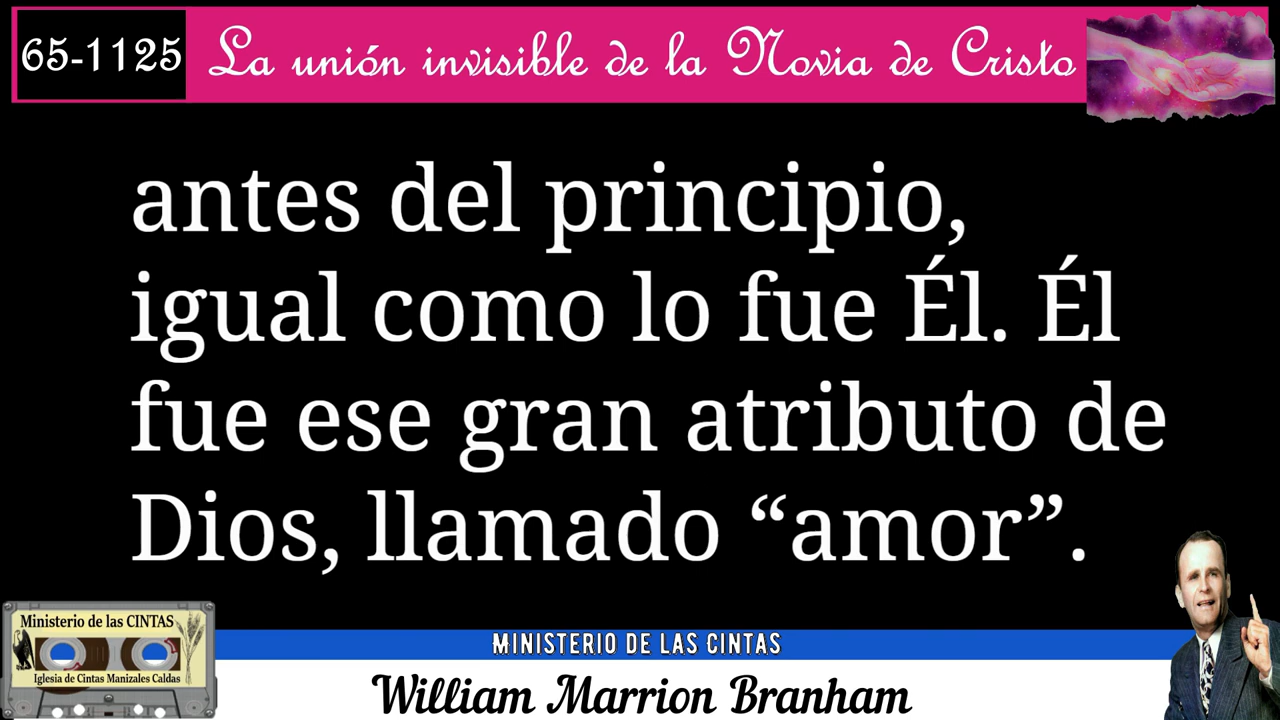 65-1125
La unión invisible de la Novia de Cristo
antes del principio,
igual como lo fue Él. Él
fue ese gran atributo de
Dios, llamado “amor”.
Ministerio de las CINTAS
Iglesia de Cintas Manizales Caldas
MINISTERIO DE LAS CINTAS
William Marrion Branham